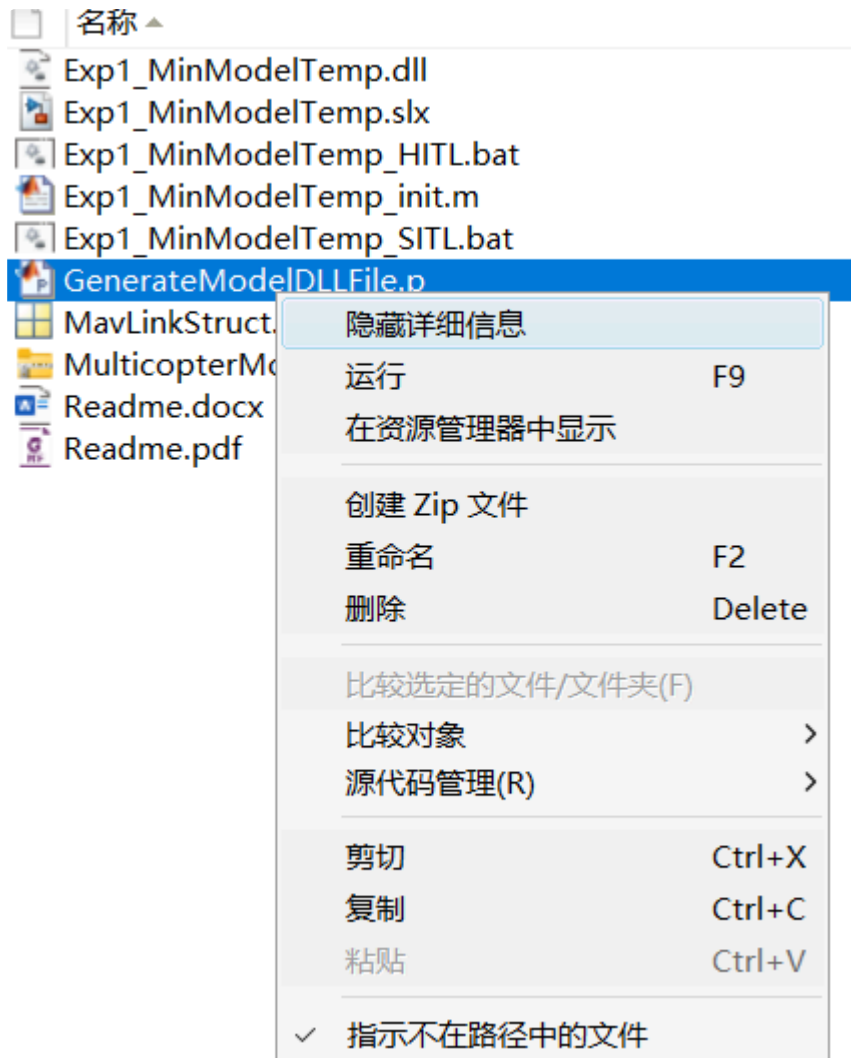 名称
Exp1_MinModelTemp.dll
Exp1_MinModelTemp.slx
Exp1_MinModelTemp_HITL.bat
Exp1_MinModelTemp_init.m
Exp1_MinModelTemp_SITL.bat
GenerateModelDLLFile.p
MavLinkStruct.
MulticopterMo
Readme.docx
Readme.pdf
隐藏详细信息
运行 F9
在资源管理器中显示
创建 Zip 文件
重命名 F2
删除 Delete
比较选定的文件/文件夹(F)
比较对象
源代码管理(R)
剪切 Ctrl+X
复制 Ctrl+C
粘贴 Ctrl+V
指示不在路径中的文件